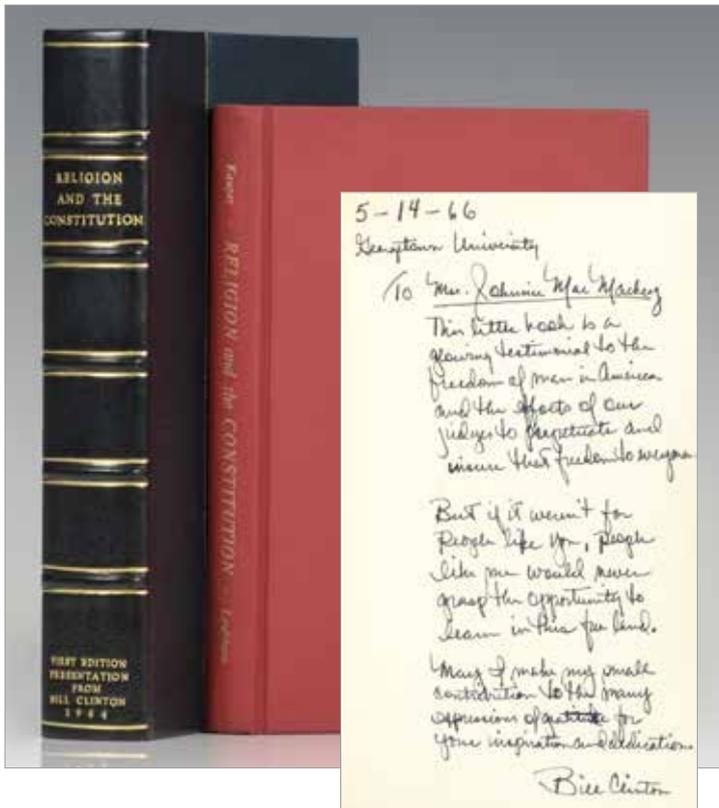 RELIGION
AND THE
CONSTITUTION
FIRST EDITION
PRESENTATION
FROM
BILL CLINTON
1964
RELIGION and the CONSTITUTION
5-14-66
Georgetown University
To Mrs. Johnnie Mae
This little book is a
glowing testimonial to the
freedom of man in America
and the efforts of our
judges to perpetuate and
insure that freedom to everyone
But if it weren't for
People like you, people
like me would never
grasp the opportunity to
learn in this free land.
May I make my small
contribution to the many
expressions of gratitude for
your inspiration and dedication
Bill Clinton